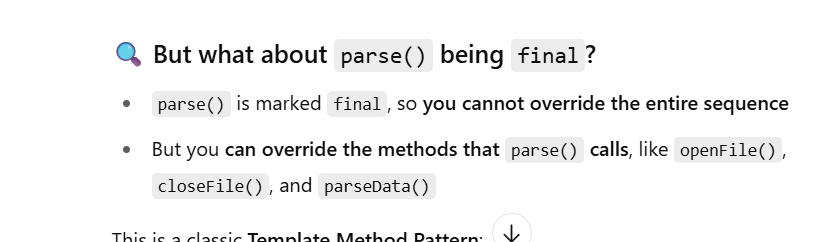 🔍 But what about parse() being final?
• parse() is marked final, so you cannot override the entire sequence
• But you can override the methods that parse() calls, like openFile(),
closeFile(), and parseData()
This is a classic Template Method Pattern: